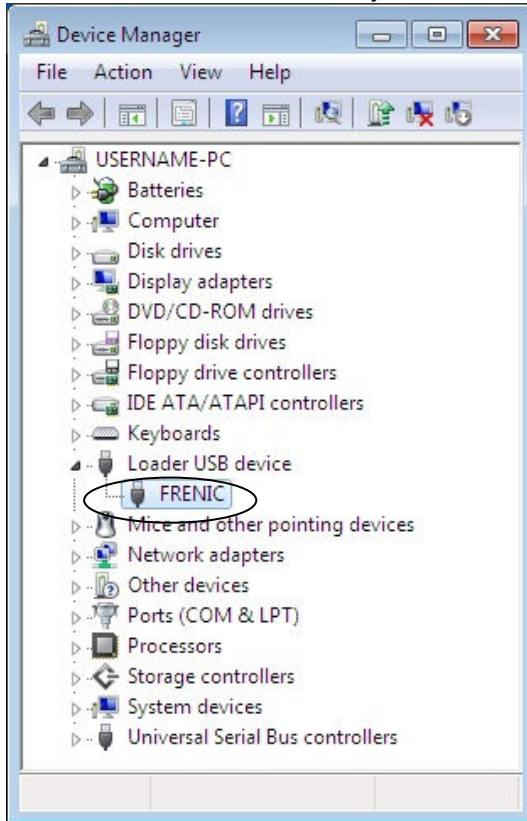 Device Manager
File Action View Help
USERNAME-PC
Batteries
Computer
Disk drives
Display adapters
DVD/CD-ROM drives
Floppy disk drives
Floppy drive controllers
IDE ATA/ATAPI controllers
Keyboards
Loader USB device
FRENIC
Mice and other pointing devices
Network adapters
Other devices
Ports (COM & LPT)
Processors
Storage controllers
System devices
Universal Serial Bus controllers